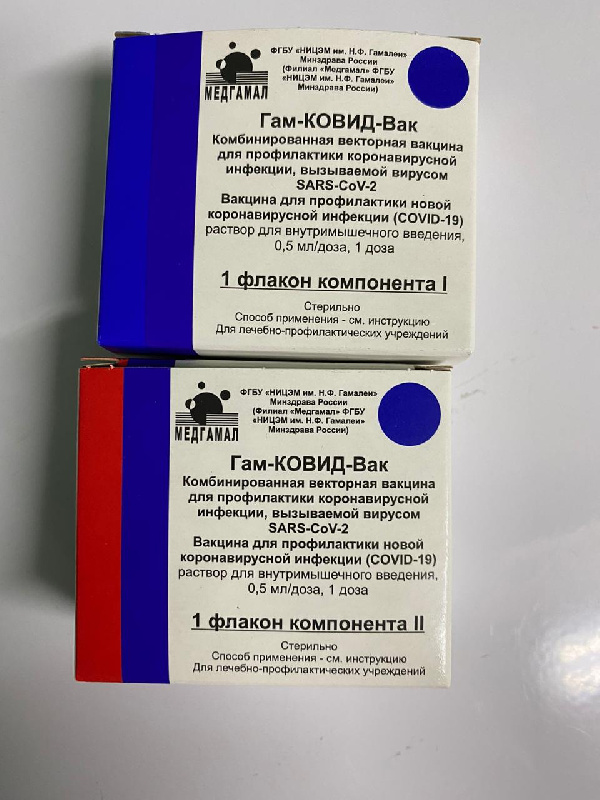 МЕДГАМАЛ
ФГБУ «НИЦЭМ им. Н.Ф. Гамалеи»
Минздрава России
(Филиал «Медгамал» ФГБУ
«НИЦЭМ им. Н.Ф. Гамалеи»
Минздрава России)
Гам-КОВИД-Вак
Комбинированная векторная вакцина
для профилактики коронавирусной
инфекции, вызываемой вирусом
SARS-CoV-2
Вакцина для профилактики новой
коронавирусной инфекции (COVID-19)
раствор для внутримышечного введения,
0,5 мл/доза, 1 доза
1 флакон компонента I
Стерильно
Способ применения - см. инструкцию
Для лечебно-профилактических учреждений
МЕДГАМАЛ
ФГБУ «НИЦЭМ им. Н.Ф. Гамалеи»
Минздрава России
(Филиал «Медгамал» ФГБУ
«НИЦЭМ им. Н.Ф. Гамалеи»
Минздрава России)
Гам-КОВИД-Вак
Комбинированная векторная вакцина
для профилактики коронавирусной
инфекции, вызываемой вирусом
SARS-CoV-2
Вакцина для профилактики новой
коронавирусной инфекции (COVID-19)
раствор для внутримышечного введения,
0,5 мл/доза, 1 доза
1 флакон компонента II
Стерильно
Способ применения - см. инструкцию
Для лечебно-профилактических учреждений